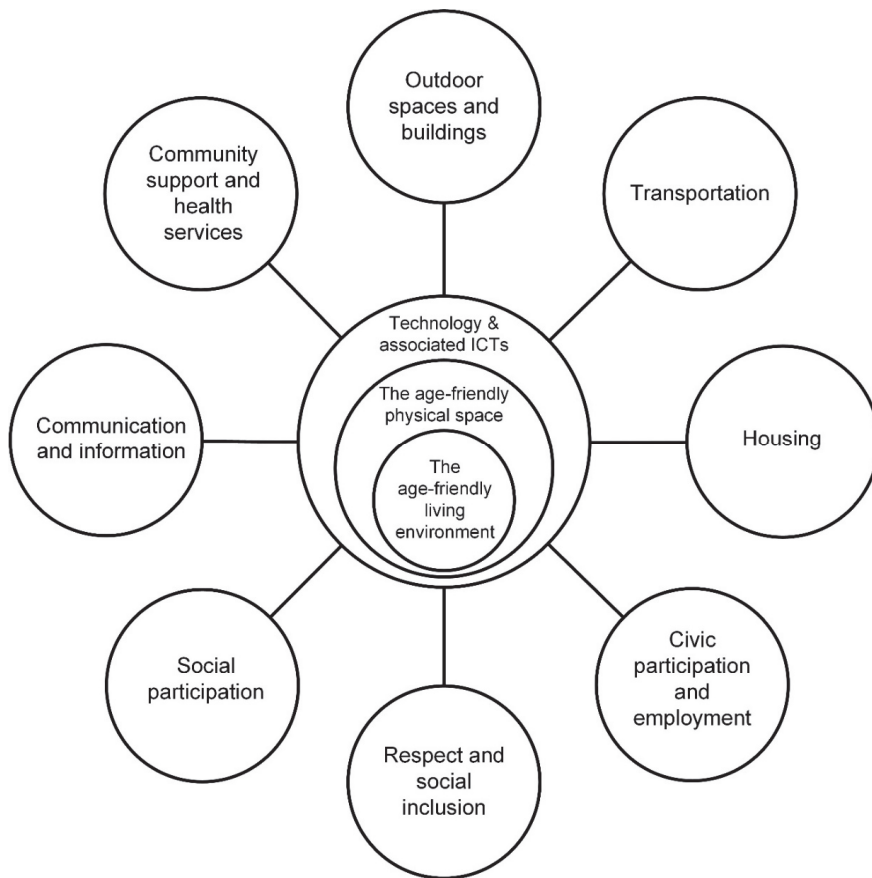 Outdoor
spaces and
buildings
Transportation
Housing
Civic
participation
and
employment
Respect and
social
inclusion
Social
participation
Communication
and information
Community
support and
health
services
Technology &
associated ICTs
The age-friendly
physical space
The
age-friendly
living
environment